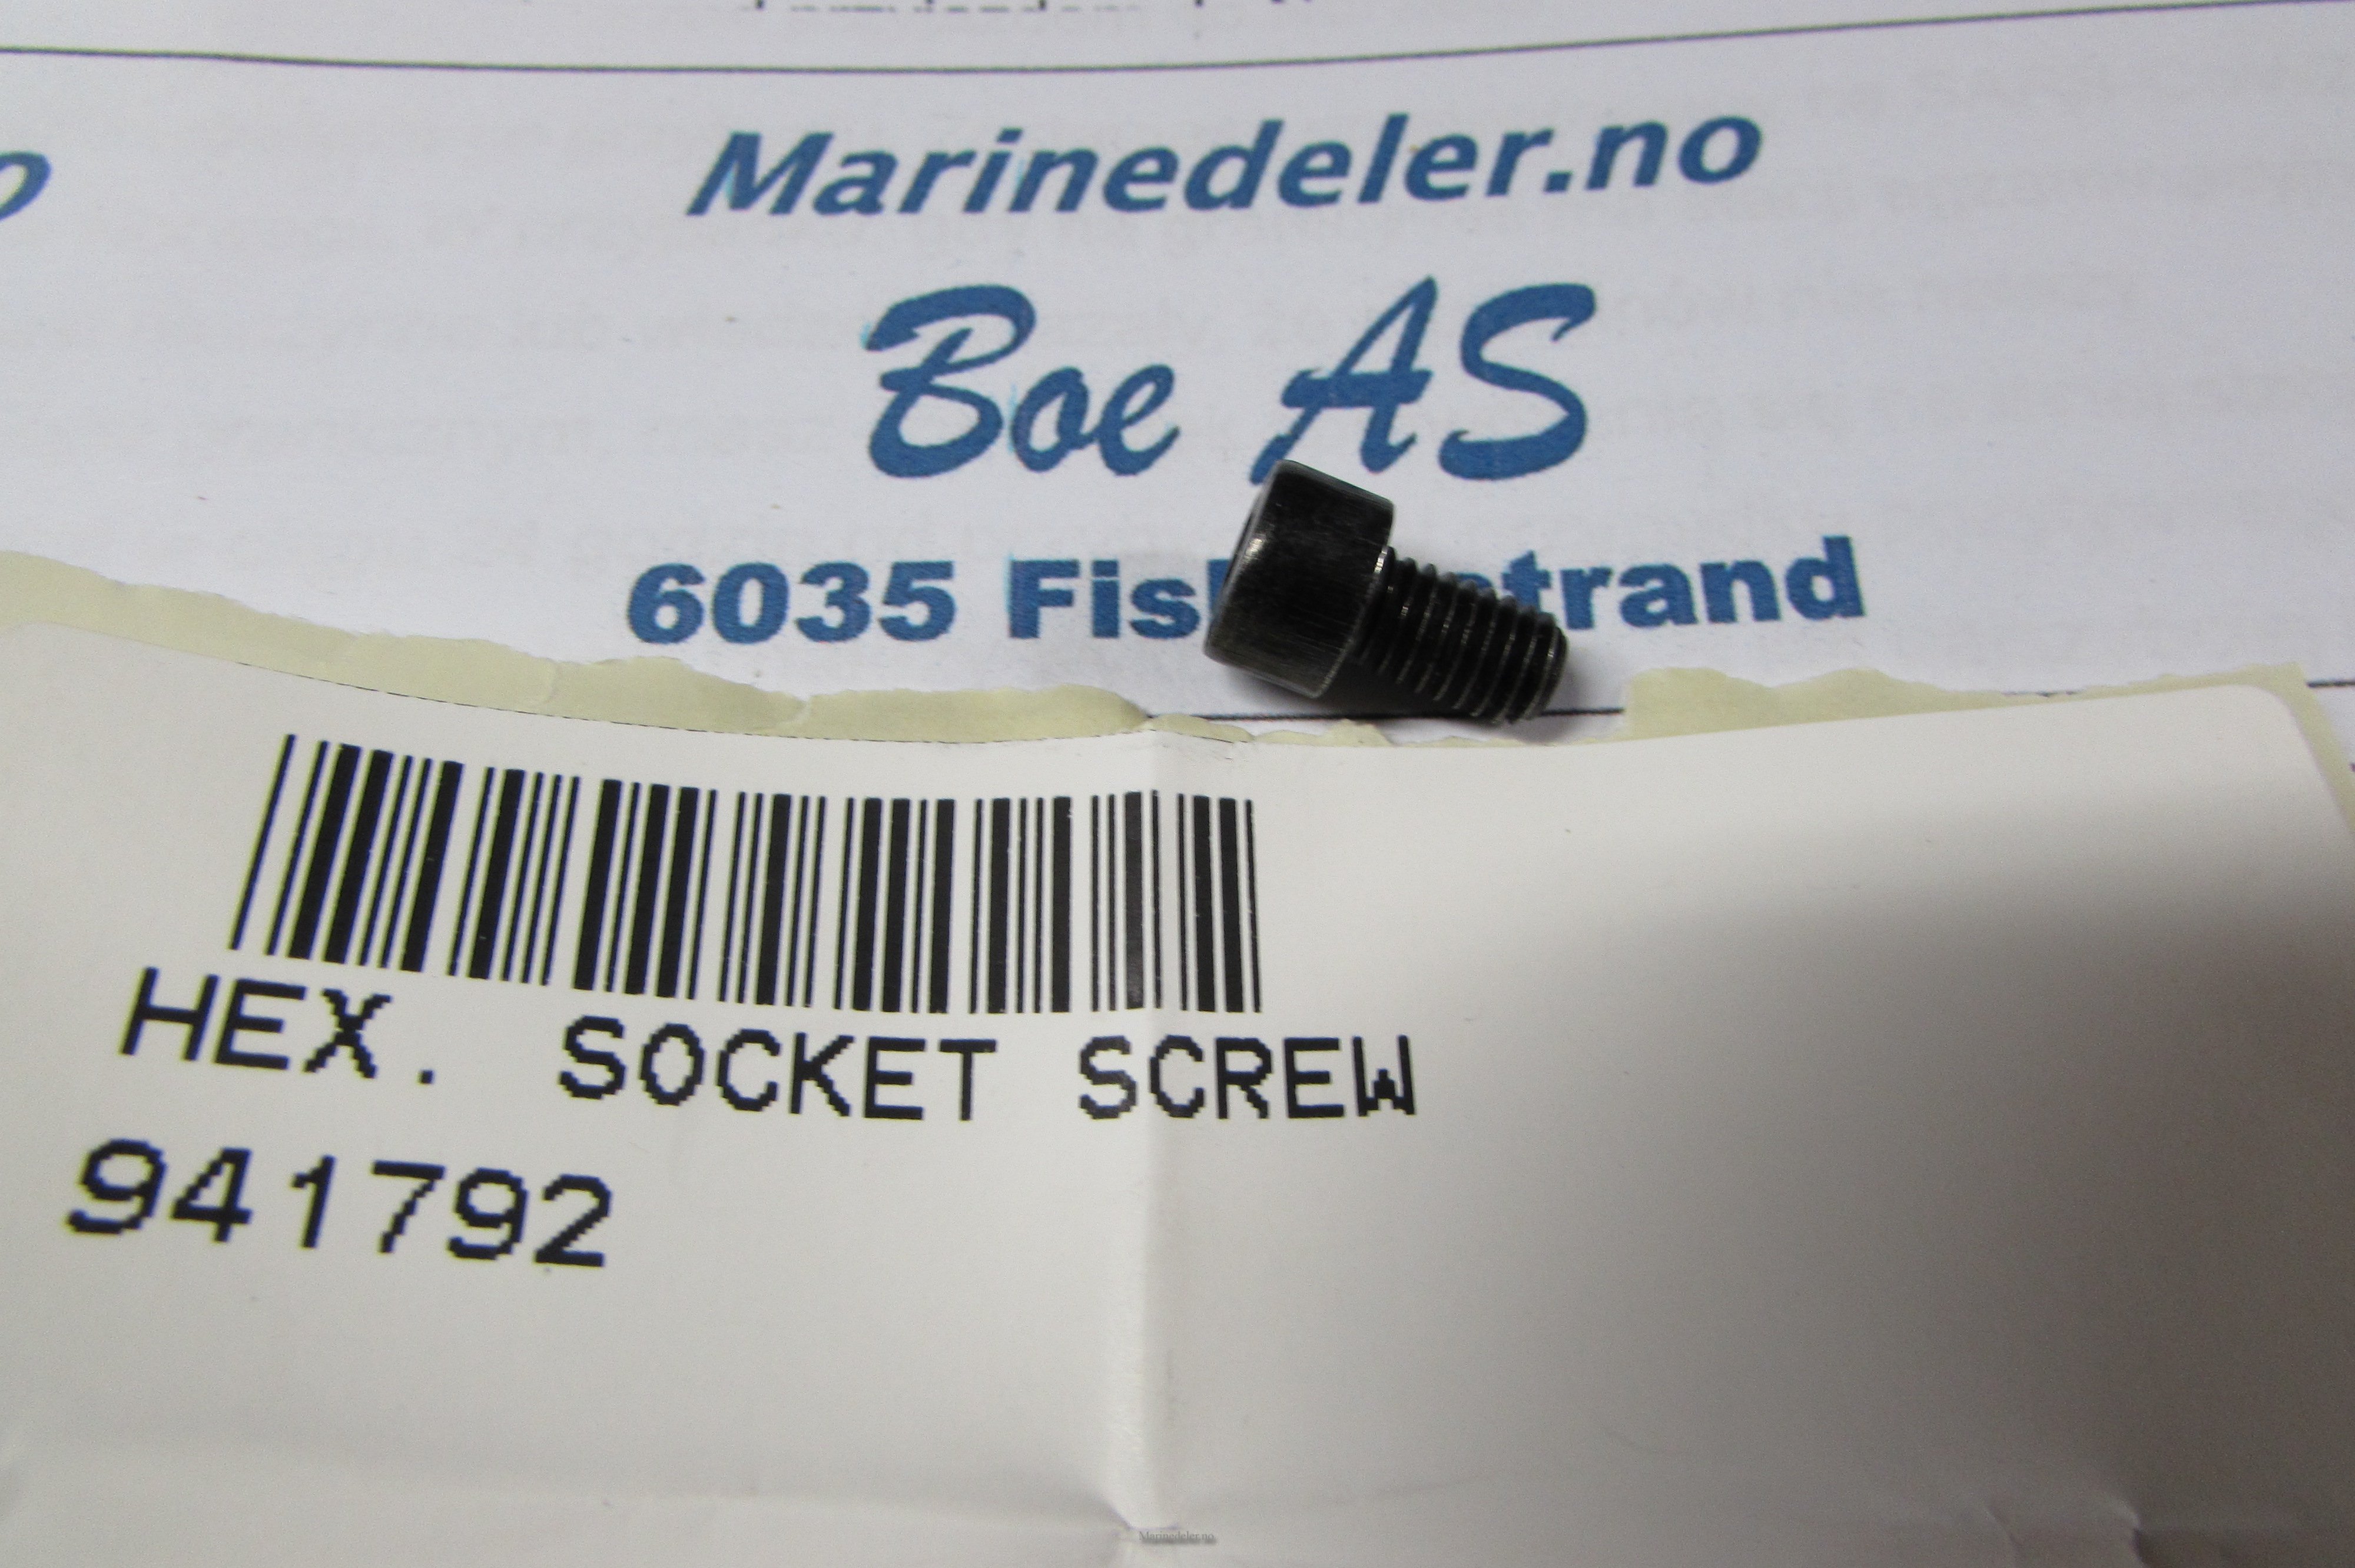 Marinedeler.no
Boe AS
6035
HEX. SOCKET SCREW
941792
Marinedeler.no